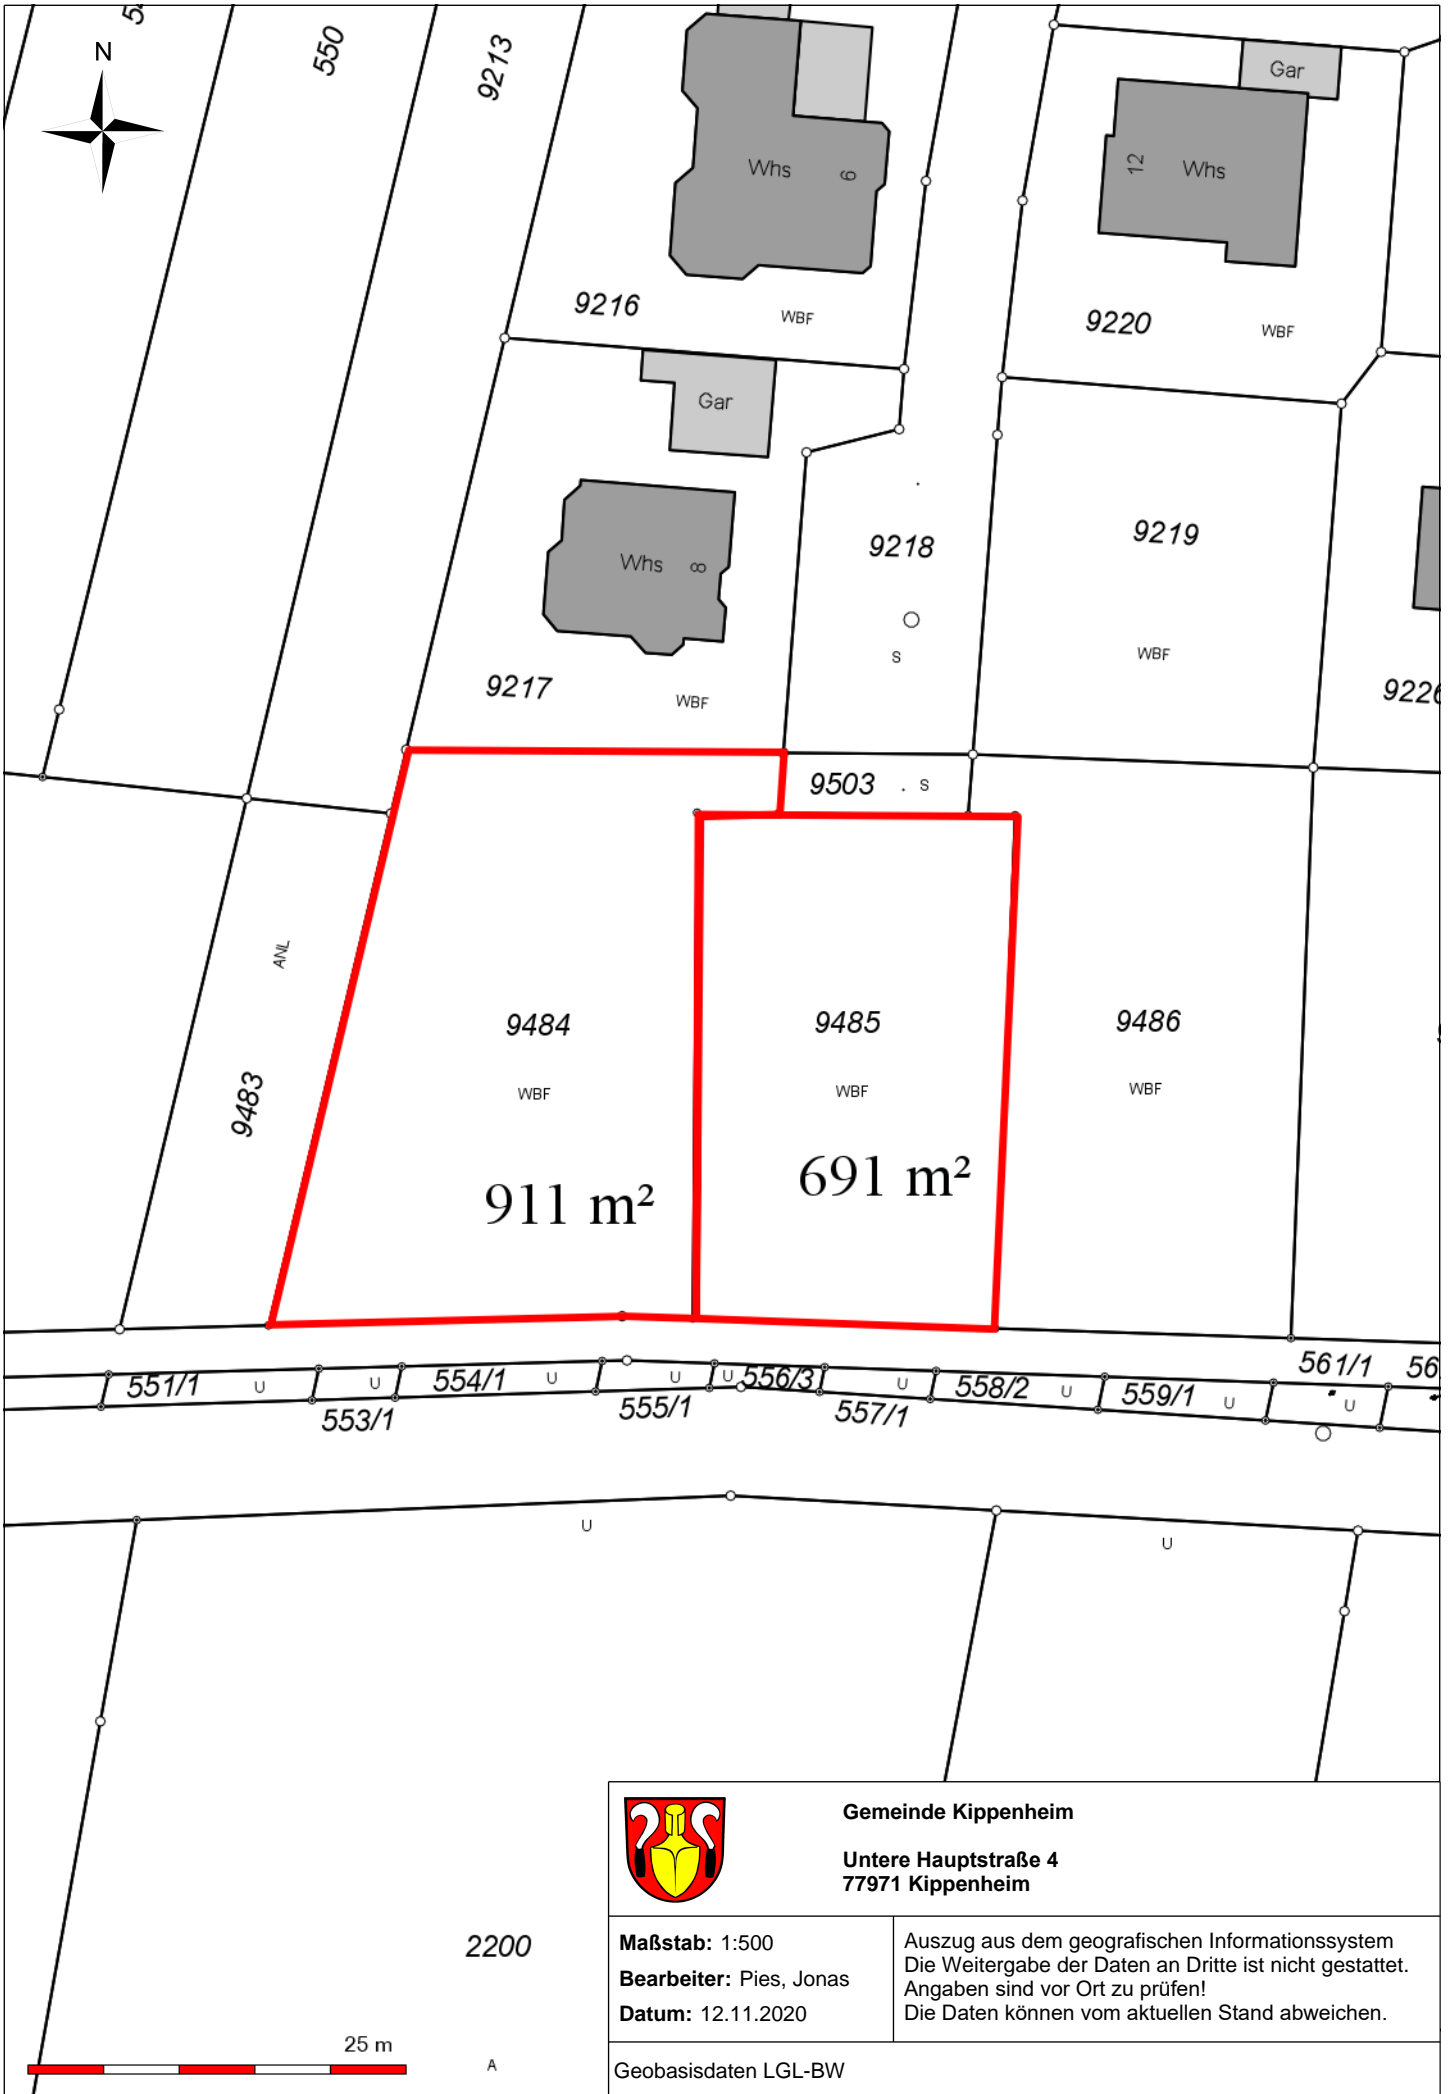 N
550
9213
Whs
6
Gar
12
Whs
9216
WBF
9220
WBF
Gar
9218
9219
Whs
8
S
WBF
9217
WBF
9226
9503
S
ANL
9484
9485
9486
WBF
WBF
WBF
9483
911 m²
691 m²
551/1
U
U
554/1
U
U
U
556/3
U
558/2
U
559/1
U
561/1
U
56
553/1
555/1
557/1
U
U
2200
A
25 m
Gemeinde Kippenheim
Untere Hauptstraße 4
77971 Kippenheim
Maßstab: 1:500
Bearbeiter: Pies, Jonas
Datum: 12.11.2020
Auszug aus dem geografischen Informationssystem
Die Weitergabe der Daten an Dritte ist nicht gestattet.
Angaben sind vor Ort zu prüfen!
Die Daten können vom aktuellen Stand abweichen.
Geobasisdaten LGL-BW